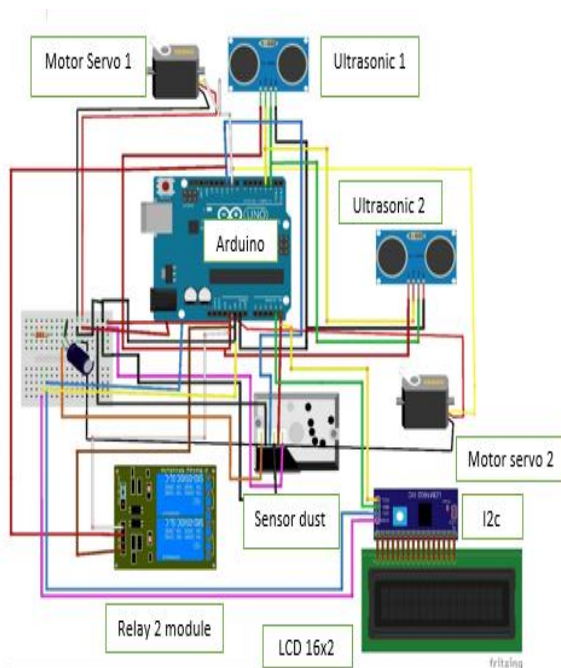 Motor Servo 1
Ultrasonic 1
Ultrasonic 2
UNO
Arduino
Motor servo 2
Sensor dust
I2c
Relay 2 module
LCD 16x2
fritzing